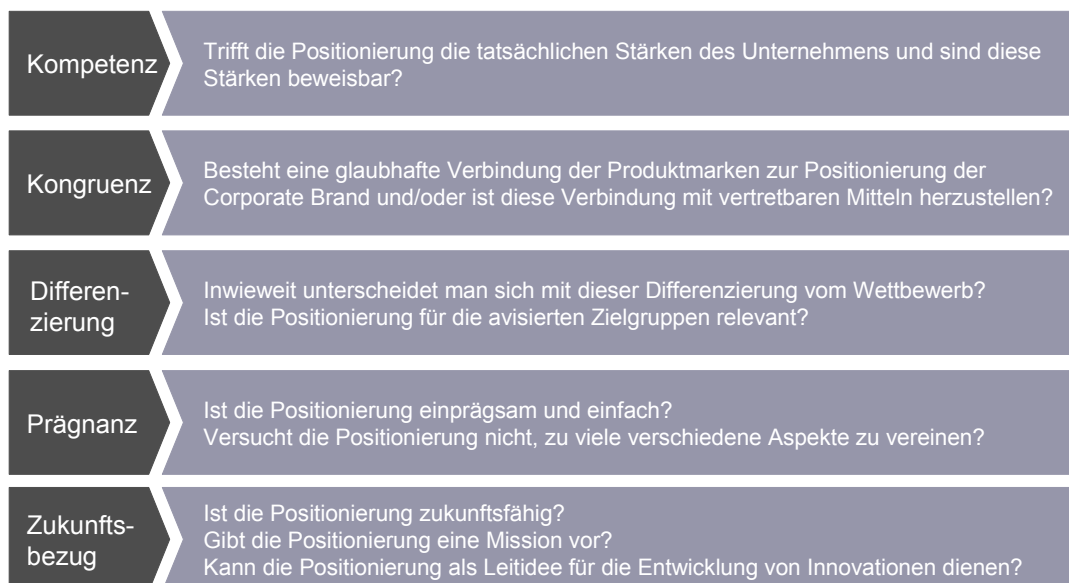 Kompetenz
Trifft die Positionierung die tatsächlichen Stärken des Unternehmens und sind diese
Stärken beweisbar?
Kongruenz
Besteht eine glaubhafte Verbindung der Produktmarken zur Positionierung der
Corporate Brand und/oder ist diese Verbindung mit vertretbaren Mitteln herzustellen?
Differen-
zierung
Inwieweit unterscheidet man sich mit dieser Differenzierung vom Wettbewerb?
Ist die Positionierung für die avisierten Zielgruppen relevant?
Prägnanz
Ist die Positionierung einprägsam und einfach?
Versucht die Positionierung nicht, zu viele verschiedene Aspekte zu vereinen?
Zukunfts-
bezug
Ist die Positionierung zukunftsfähig?
Gibt die Positionierung eine Mission vor?
Kann die Positionierung als Leitidee für die Entwicklung von Innovationen dienen?